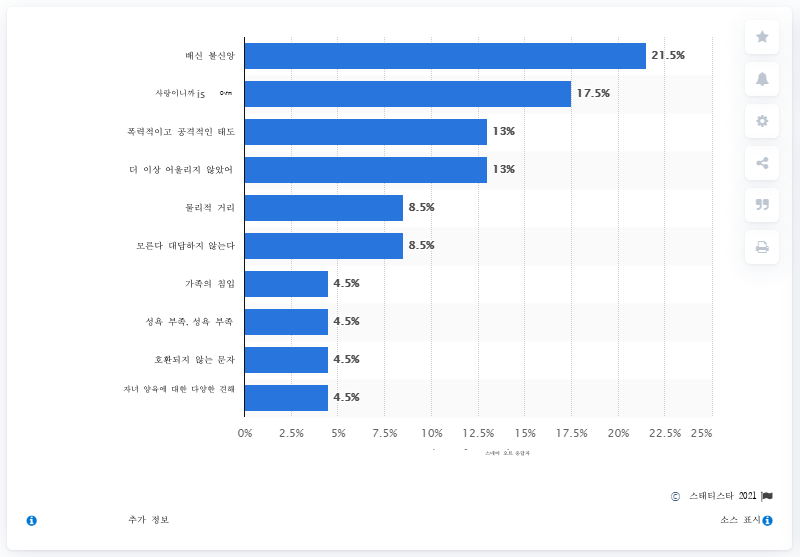 배신 불신앙
21.5%
사랑이니까 is
17.5%
폭력적이고 공격적인 태도
13%
더 이상 어울리지 않았어
13%
물리적 거리
8.5%
모른다 대답하지 않는다
8.5%
가족의 침입
4.5%
성욕 부족, 성욕 부족
4.5%
호환되지 않는 문자
4.5%
자녀 양육에 대한 다양한 견해
4.5%
0% 2.5% 5% 7.5% 10% 12.5% 15% 17.5% 20% 22.5% 25%
© 스태티스타 2021
추가 정보
소스 표시